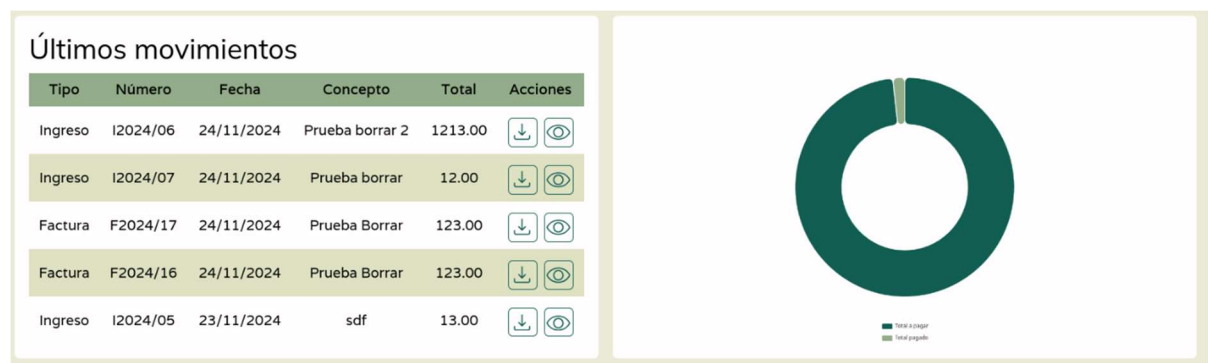 Últimos movimientos
Tipo Número Fecha Concepto Total Acciones
Ingreso I2024/06 24/11/2024 Prueba borrar 2 1213.00
Ingreso I2024/07 24/11/2024 Prueba borrar 12.00
Factura F2024/17 24/11/2024 Prueba Borrar 123.00
Factura F2024/16 24/11/2024 Prueba Borrar 123.00
Ingreso I2024/05 23/11/2024 sdf 13.00
Total a pagar
Total pagado